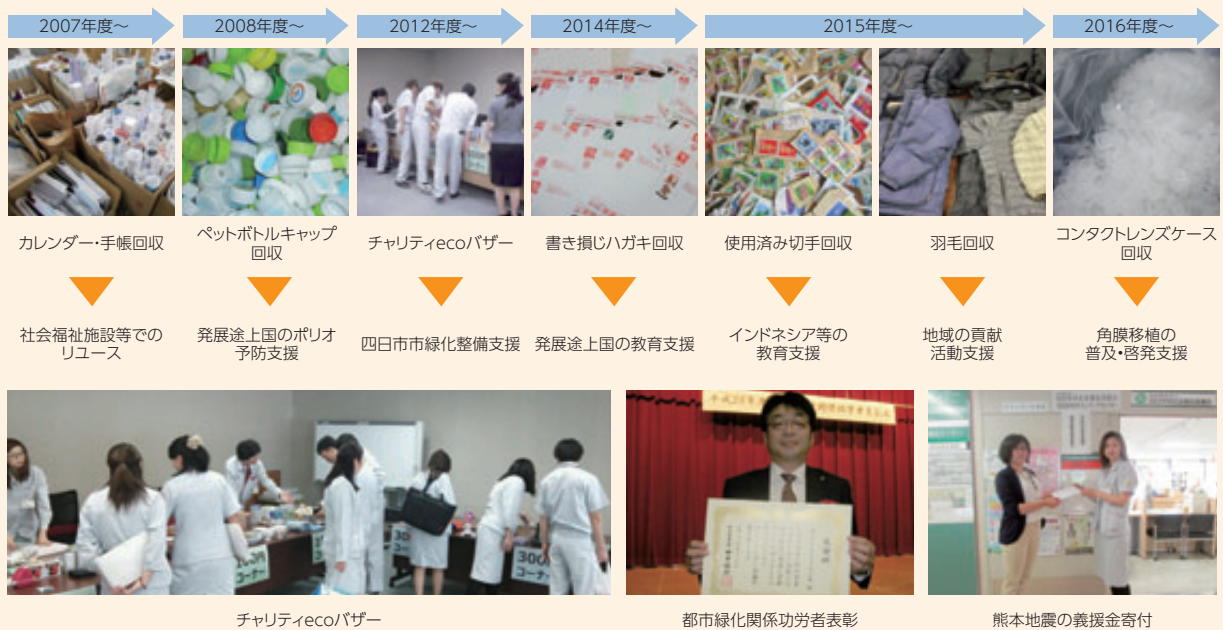 2007年度～
2008年度～
2012年度～
2014年度～
2015年度～
2016年度～
カレンダー・手帳回収
ペットボトルキャップ
回収
チャリティecoバザー
書き損じハガキ回収
使用済み切手回収
羽毛回収
コンタクトレンズケース
回収
社会福祉施設等での
リユース
発展途上国のポリオ
予防支援
四日市市緑化整備支援
発展途上国の教育支援
インドネシア等の
教育支援
地域の貢献
活動支援
角膜移植の
普及・啓発支援
コーナー
300
コーナー
チャリティecoバザー
都市緑化関係功労者表彰
熊本地震の義援金寄付